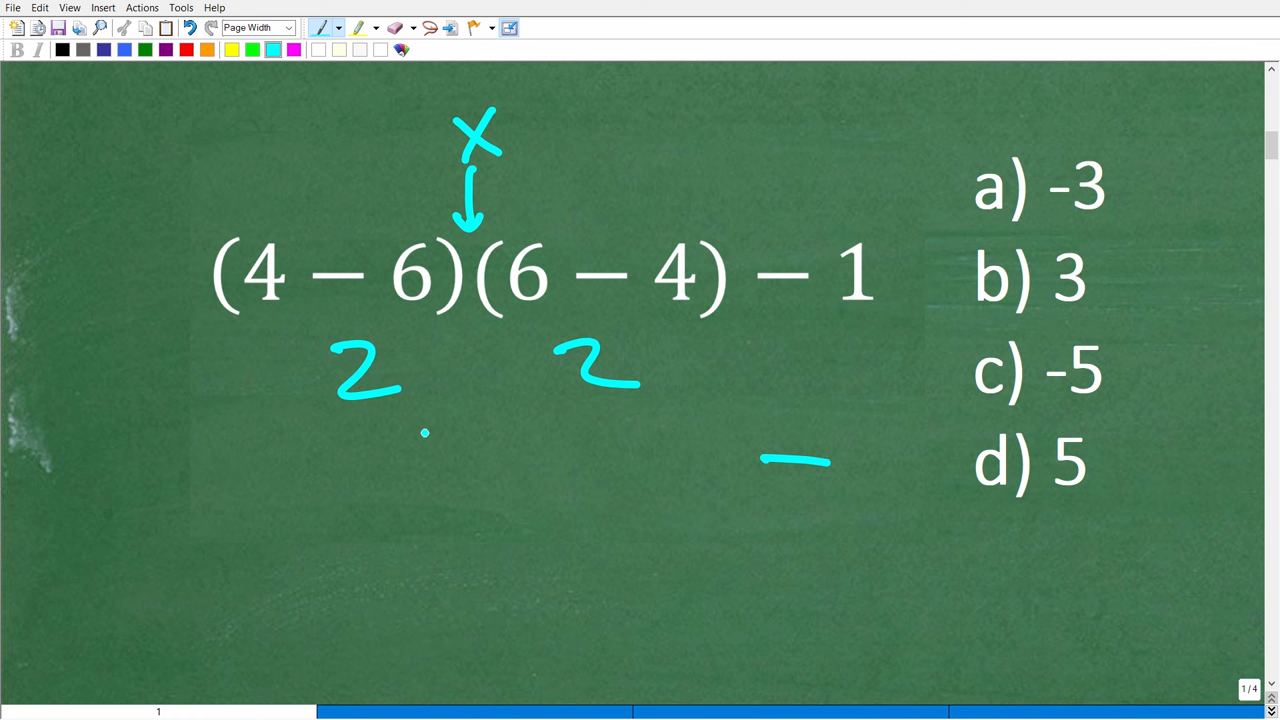 File Edit View Insert Actions Tools Help
Page Width
B I
×
(4 − 6)(6 − 4) − 1
2 2
−
a) -3
b) 3
c) -5
d) 5
1/4
1